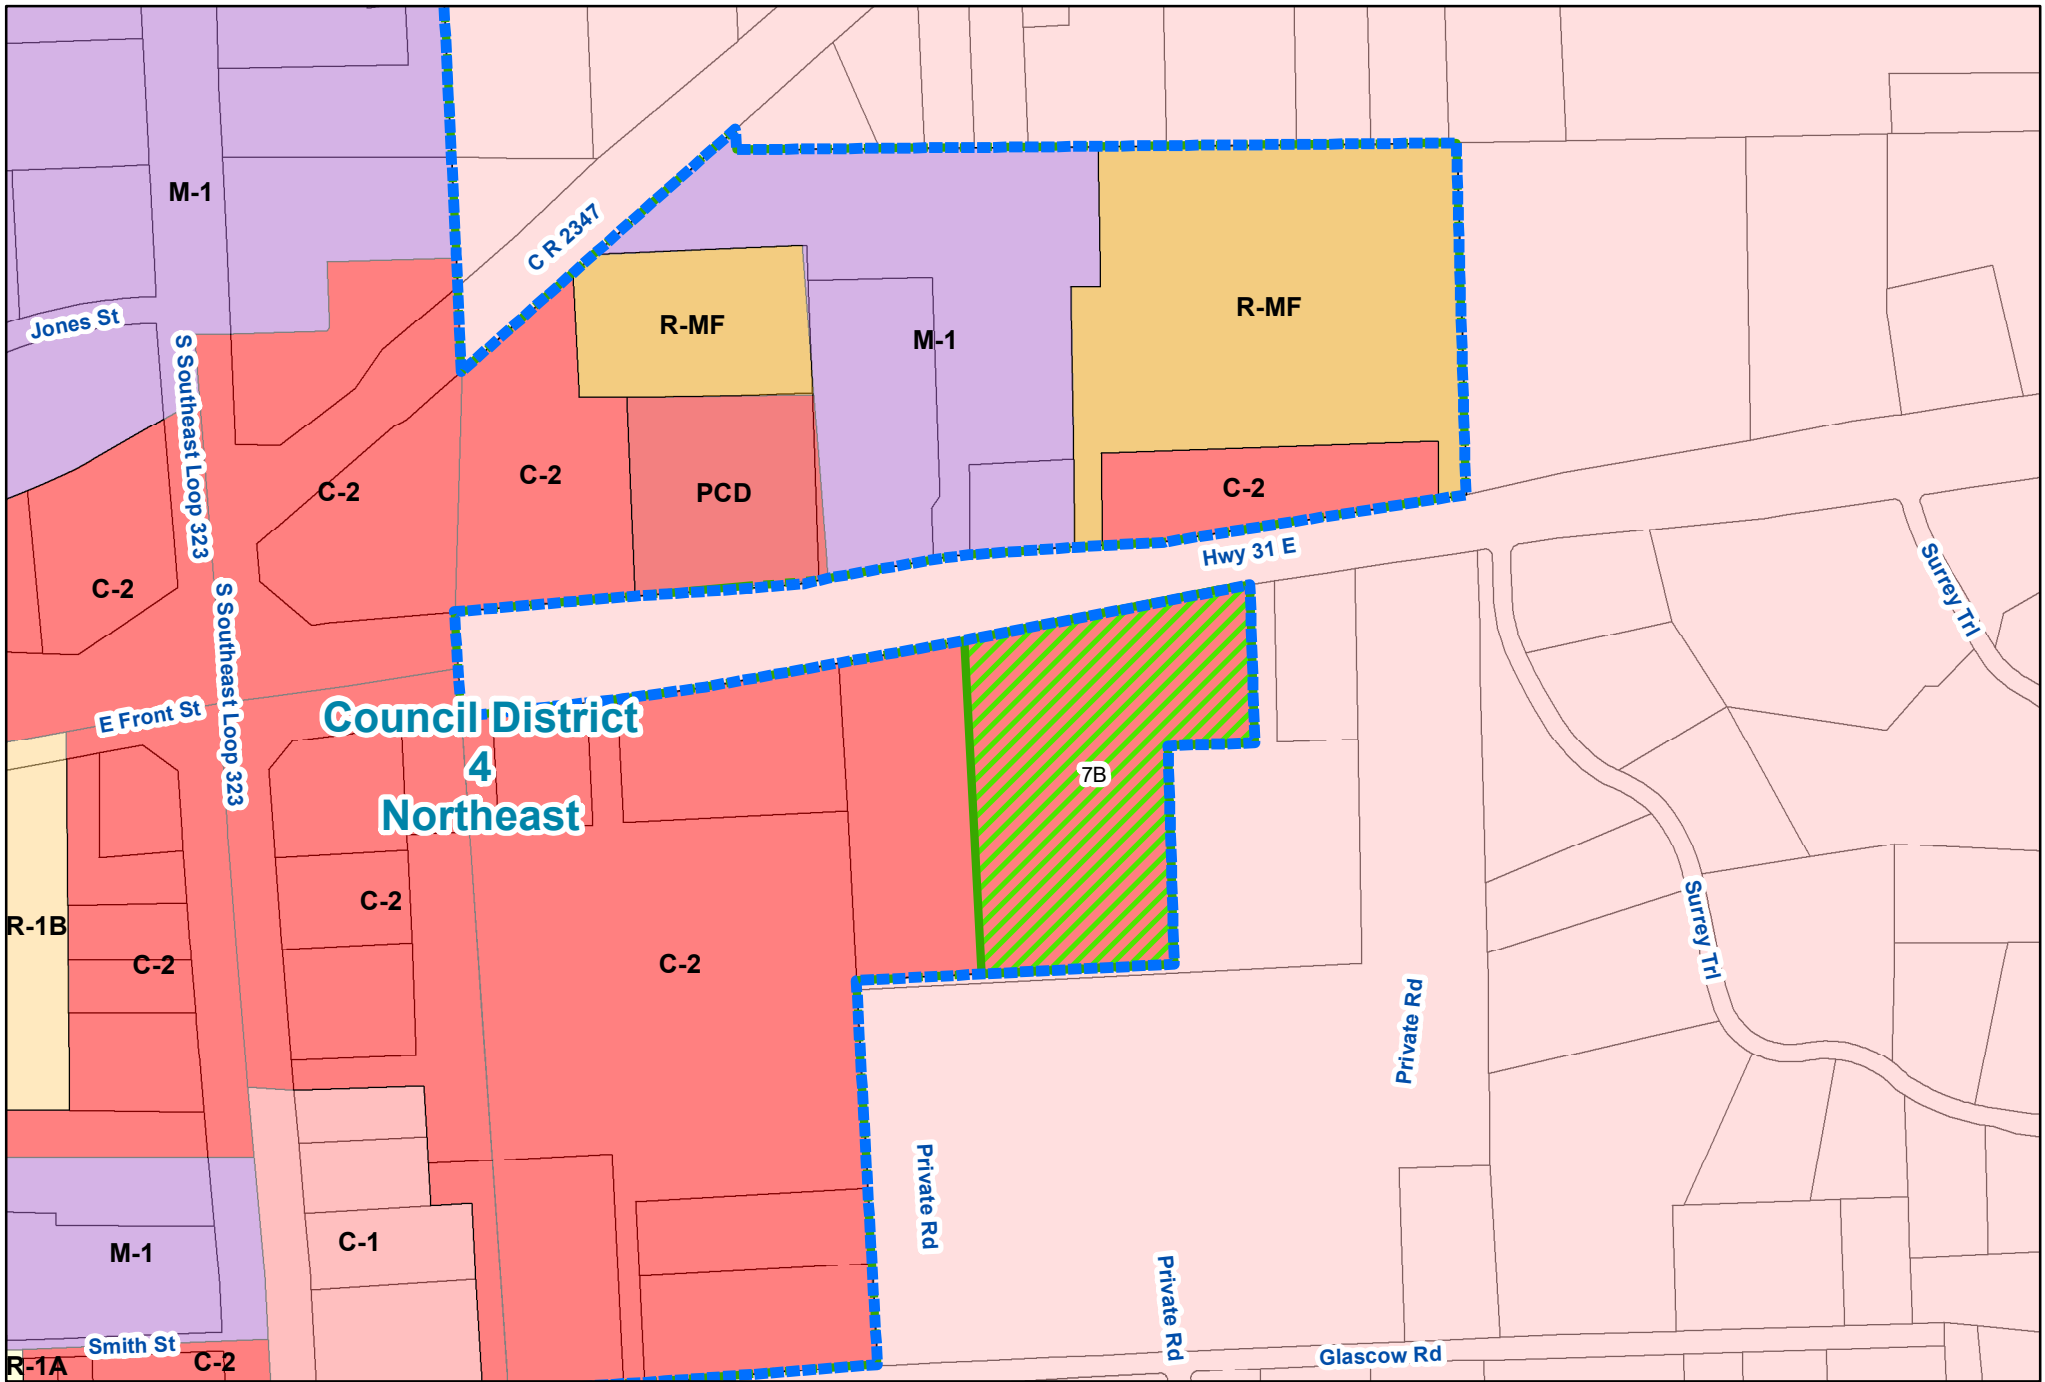 M-1
C R 2347
R-MF
R-MF
M-1
Jones St
S Southeast Loop 323
C-2
C-2
PCD
C-2
Hwy 31 E
Surrey Trl
C-2
S Southeast Loop 323
E Front St
Council District
4
Northeast
7B
C-2
R-1B
C-2
C-2
Surrey Trl
Private Rd
Private Rd
C-1
M-1
Private Rd
Smith St
Glascow Rd
R-1A
C-2